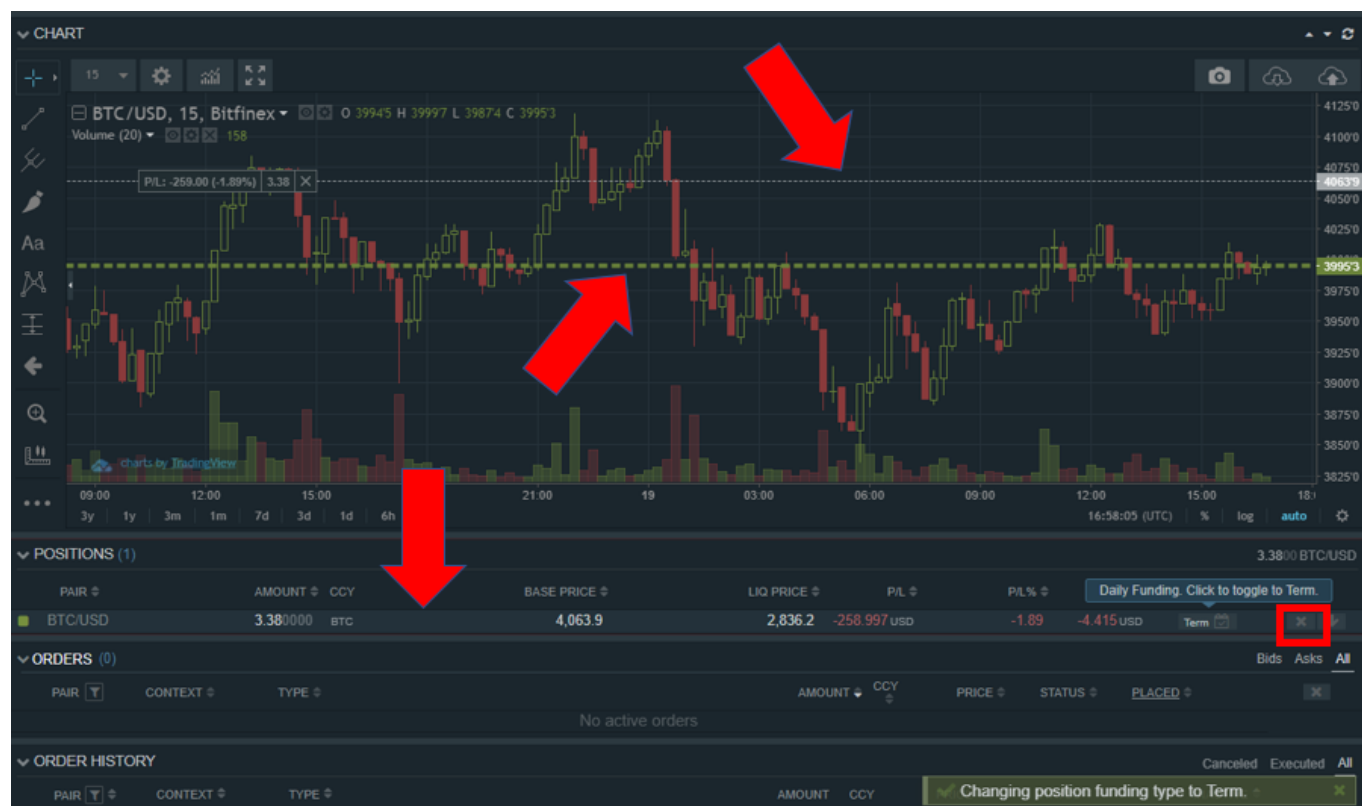 CHART
15
BTC/USD, 15, Bitfinex O 3994'5 H 3999'7 L 3987'4 C 3995'3
Volume (20) 158
P/L: -259.00 (-1.89%) 3.38
4125'0
4100'0
4075'0
4063'9
4050'0
4025'0
3995'3
3975'0
3950'0
3925'0
3900'0
3875'0
3850'0
3825'0
Aa
charts by TradingView
09:00 12:00 15:00 21:00 19 03:00 06:00 09:00 12:00 15:00
3y 1y 3m 1m 7d 3d 1d 6h 16:58:05 (UTC) % log auto
POSITIONS (1) 3.3800 BTC/USD
PAIR AMOUNT CCY BASE PRICE LIQ PRICE P/L P/L% Daily Funding. Click to toggle to Term.
BTC/USD 3.380000 BTC 4,063.9 2,836.2 -258.997 USD -1.89 -4.415 USD Term
ORDERS (0) Bids Asks All
PAIR CONTEXT TYPE AMOUNT CCY PRICE STATUS PLACED
No active orders
ORDER HISTORY Canceled Executed All
PAIR CONTEXT TYPE AMOUNT CCY Changing position funding type to Term.